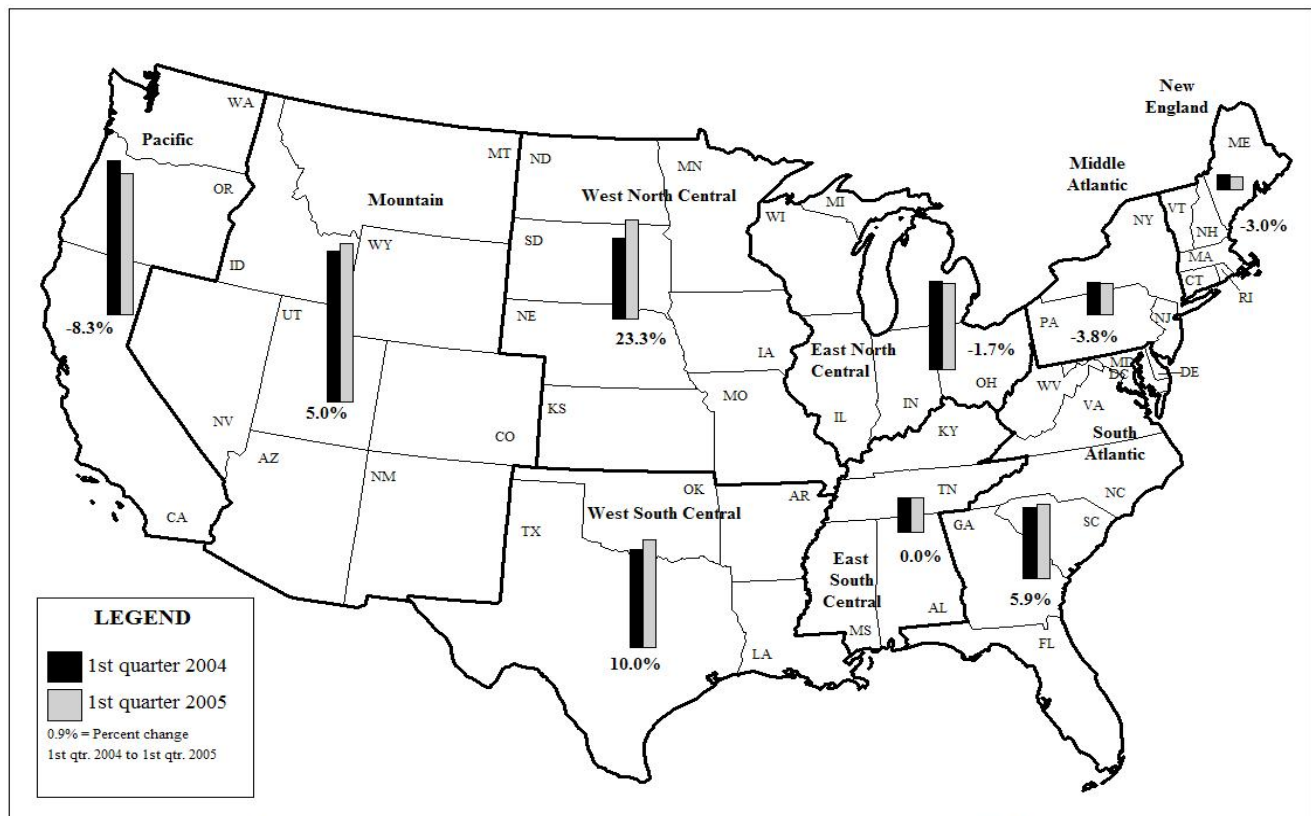 New
England
WA
Pacific
ME
MT
ND
MN
Middle
Atlantic
OR
Mountain
West North Central
MI
WI
VT
NY
NH
-3.0%
WY
SD
MA
ID
CT
RI
UT
NE
PA
NJ
-8.3%
23.3%
-3.8%
East North
Central
-1.7%
IA
MD
DC
DE
OH
WV
MO
VA
5.0%
NV
KS
IL
IN
KY
CO
South
Atlantic
AZ
NM
OK
AR
TN
NC
CA
TX
West South Central
GA
SC
0.0%
East
South
Central
5.9%
AL
MS
FL
LA
10.0%
LEGEND
1st quarter 2004
1st quarter 2005
0.9% = Percent change
1st qtr. 2004 to 1st qtr. 2005